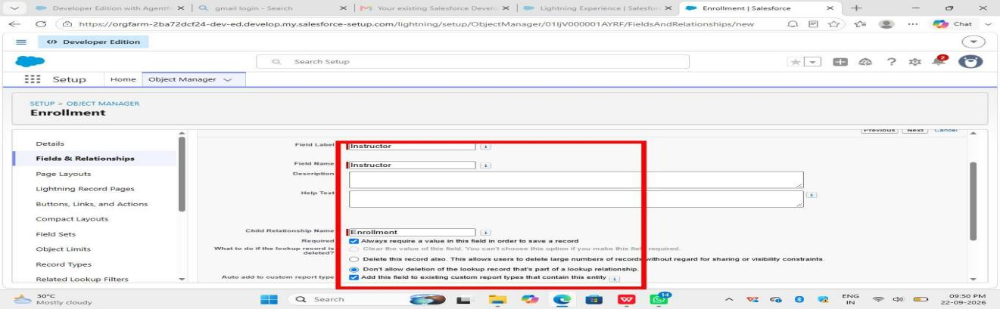 Developer Edition with Agentfo
gmail login - Search
Your existing Salesforce Develo
Lightning Experience | Salesfor
Enrollment | Salesforce
https://orgfarm-2ba72dcf24-dev-ed.develop.my.salesforce-setup.com/lightning/setup/ObjectManager/01IjV000001AYRF/FieldsAndRelationships/new
Chat
</> Developer Edition
Search Setup
2
Setup Home Object Manager
SETUP > OBJECT MANAGER
Enrollment
Previous Next Cancel
Details
Fields & Relationships
Page Layouts
Lightning Record Pages
Buttons, Links, and Actions
Compact Layouts
Field Sets
Object Limits
Record Types
Related Lookup Filters
Field Label Instructor
Field Name Instructor
Description
Help Text
Child Relationship Name Enrollment
Required Always require a value in this field in order to save a record
What to do if the lookup record is deleted? Clear the value of this field. You can't choose this option if you make this field required.
Delete this record also. This allows users to delete large numbers of records without regard for sharing or visibility constraints.
Don't allow deletion of the lookup record that's part of a lookup relationship.
Auto add to custom report type Add this field to existing custom report types that contain this entity
30°C
Mostly cloudy
Search
14
ENG
IN
09:50 PM
22-09-2026